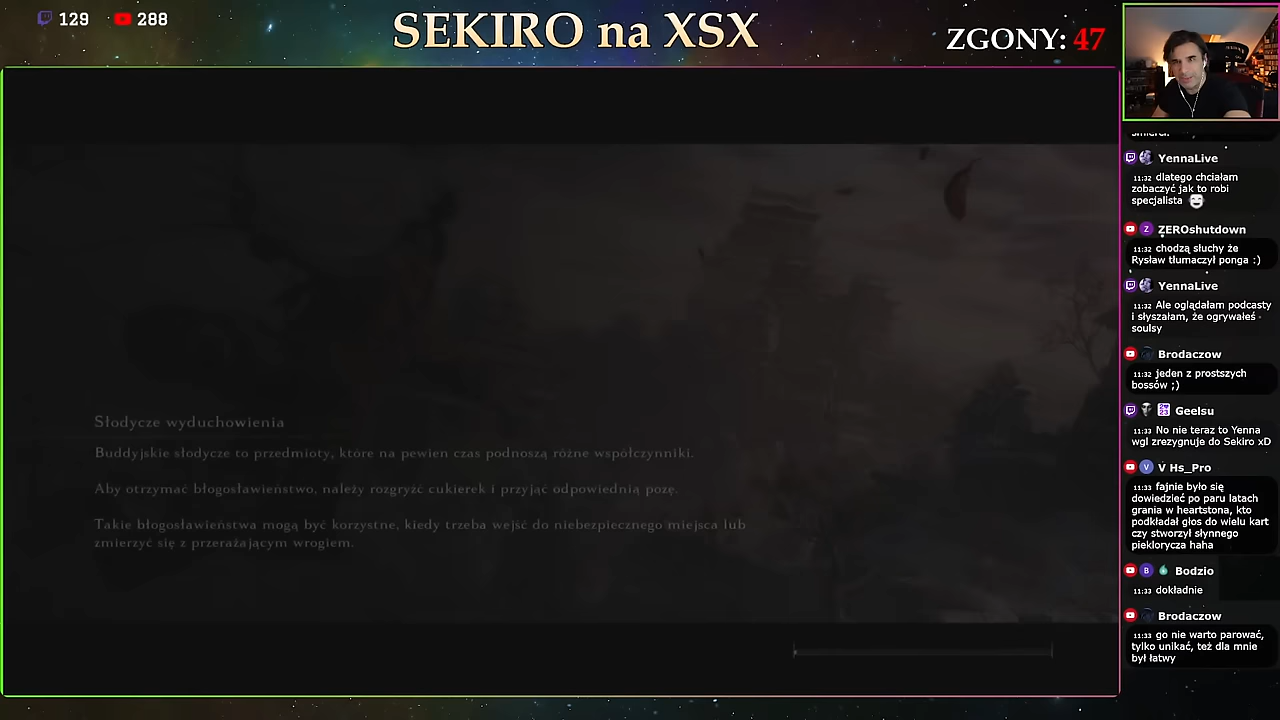 129 288
SEKIRO na XSX
ZGONY: 47
Słodycze wyduchowienia
Buddyjskie słodycze to przedmioty, które na pewien czas podnoszą różne współczynniki.
Aby otrzymać błogosławieństwo, należy rozgryźć cukierek i przyjąć odpowiednią pozę.
Takie błogosławieństwa mogą być korzystne, kiedy trzeba wejść do niebezpiecznego miejsca lub
zmierzyć się z przerażającym wrogiem.
YennaLive
11:32 dlatego chciałam
zobaczyć jak to robi
specjalista
Z ZEROshutdown
11:32 chodzą słuchy że
Rysław tłumaczył ponga :)
YennaLive
11:32 Ale oglądałam podcasty
i słyszałam, że ogrywałeś
soulsy
Brodaczow
11:32 jeden z prostszych
bossów ;)
Geelsu
11:33 No nie teraz to Yenna
wgl zrezygnuje do Sekiro xD
V V Hs_Pro
11:33 fajnie było się
dowiedzieć po paru latach
grania w heartstona, kto
podkładał głos do wielu kart
czy stworzył słynnego
pieklorycza haha
B Bodzio
11:33 dokładnie
Brodaczow
11:33 go nie warto parować,
tylko unikać, też dla mnie
był łatwy